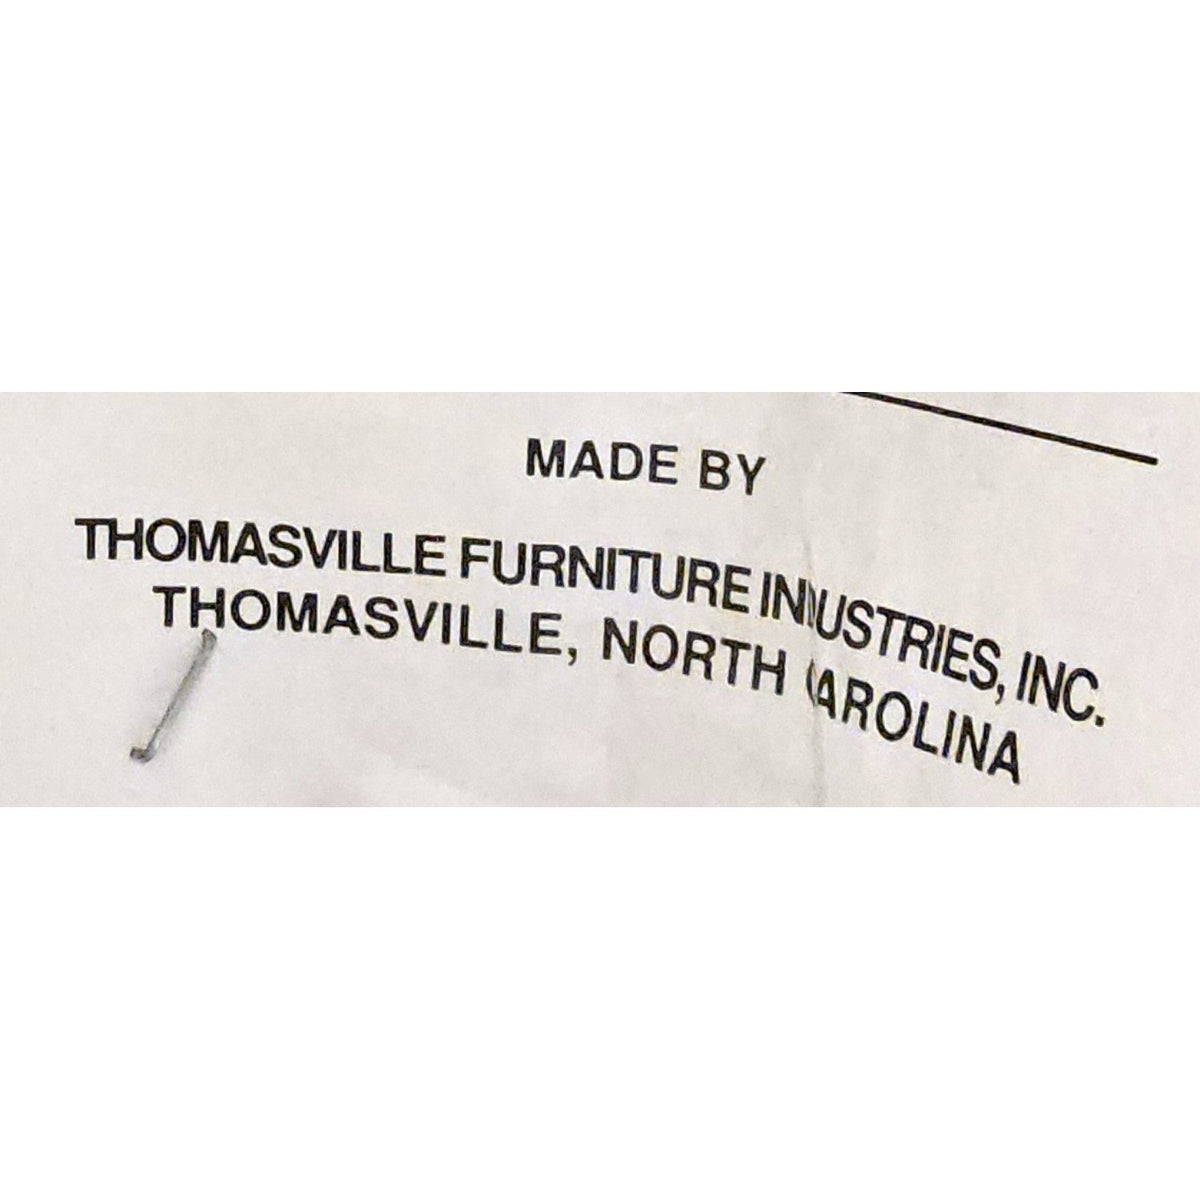 MADE BY
THOMASVILLE FURNITURE INDUSTRIES, INC.
THOMASVILLE, NORTH CAROLINA